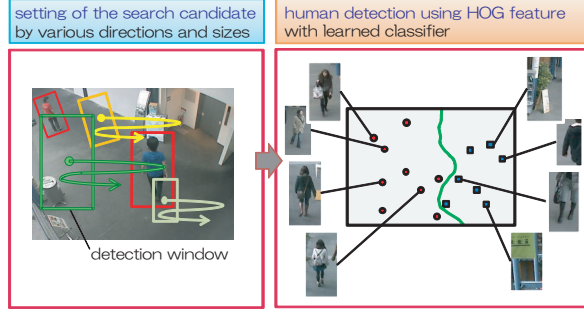 setting of the search candidate
by various directions and sizes
human detection using HOG feature
with learned classifier
detection window